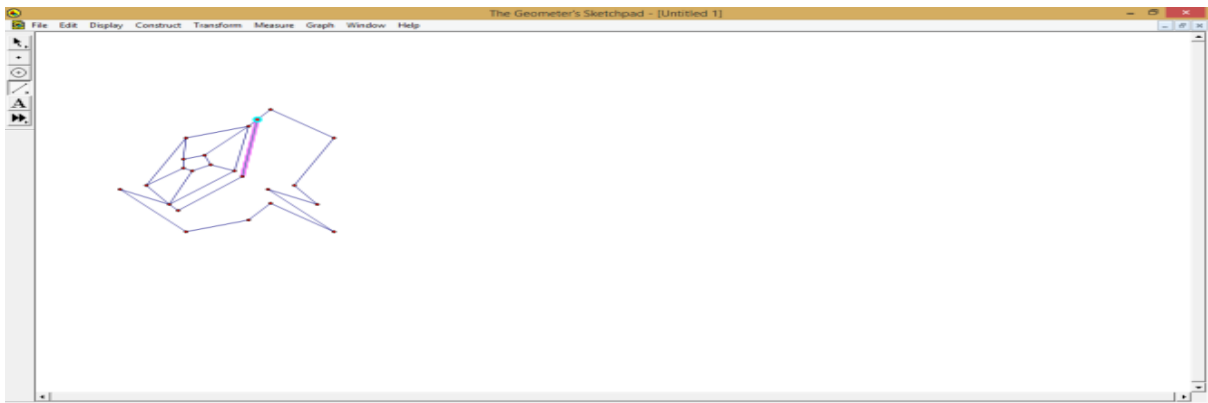 The Geometer's Sketchpad - [Untitled 1]
File Edit Display Construct Transform Measure Graph Window Help
A